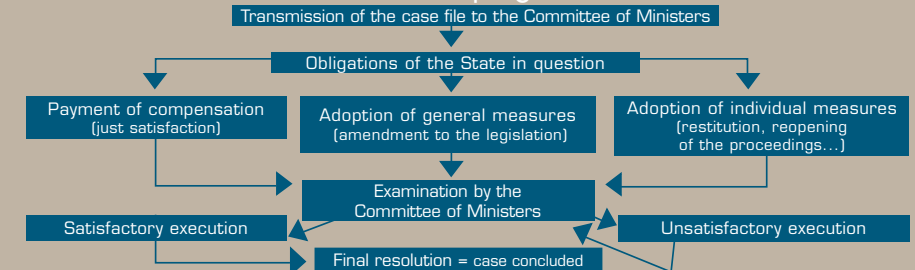 Transmission of the case file to the Committee of Ministers
Obligations of the State in question
Payment of compensation
(just satisfaction)
Adoption of general measures
(amendment to the legislation)
Adoption of individual measures
(restitution, reopening
of the proceedings...)
Examination by the
Committee of Ministers
Satisfactory execution
Unsatisfactory execution
Final resolution = case concluded